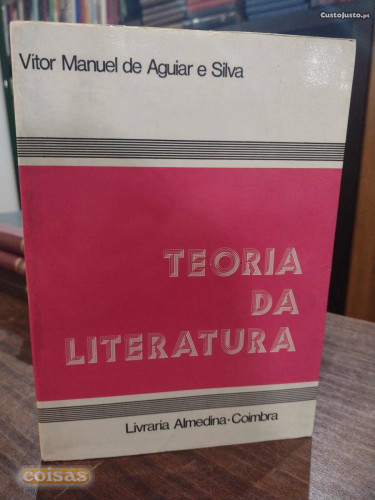 CustoJusto.pt
Vitor Manuel de Aguiar e Silva
TEORIA
DA
LITERATURA
Livraria Almedina·Coimbra
coisas